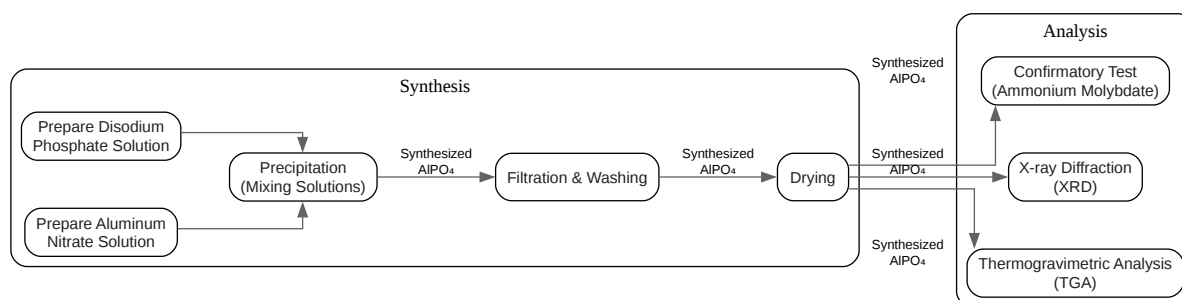 Analysis
Synthesis
Prepare Disodium
Phosphate Solution
Prepare Aluminum
Nitrate Solution
Precipitation
(Mixing Solutions)
Synthesized
AlPO₄
Filtration & Washing
Synthesized
AlPO₄
Drying
Synthesized
AlPO₄
Synthesized
AlPO₄
Synthesized
AlPO₄
Confirmatory Test
(Ammonium Molybdate)
X-ray Diffraction
(XRD)
Thermogravimetric Analysis
(TGA)